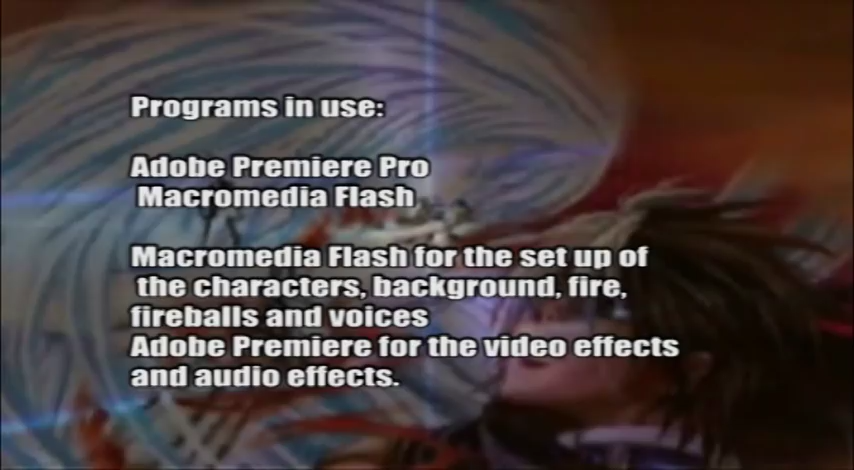 Programs in use:
Adobe Premiere Pro
Macromedia Flash
Macromedia Flash for the set up of
the characters, background, fire,
fireballs and voices
Adobe Premiere for the video effects
and audio effects.